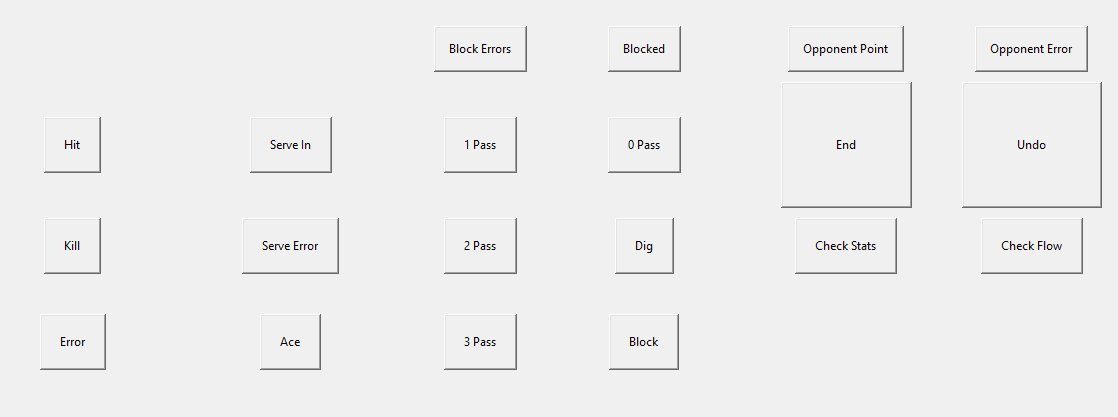 Block Errors
Blocked
Opponent Point
Opponent Error
Hit
Serve In
1 Pass
0 Pass
End
Undo
Kill
Serve Error
2 Pass
Dig
Check Stats
Check Flow
Error
Ace
3 Pass
Block